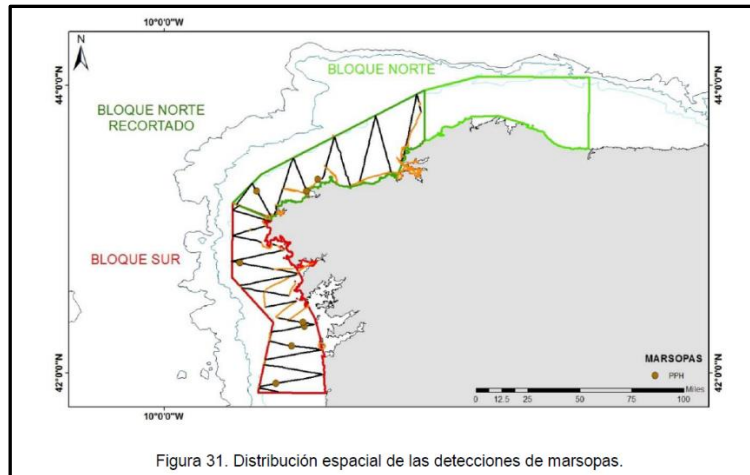 10°0'0"W
N
BLOQUE NORTE
44°0'0"N
44°0'0"N
BLOQUE NORTE
RECORTADO
BLOQUE SUR
MARSOPAS
PPH
42°0'0"N
42°0'0"N
Miles
0 12.5 25 50 75 100
10°0'0"W
Figura 31. Distribución espacial de las detecciones de marsopas.